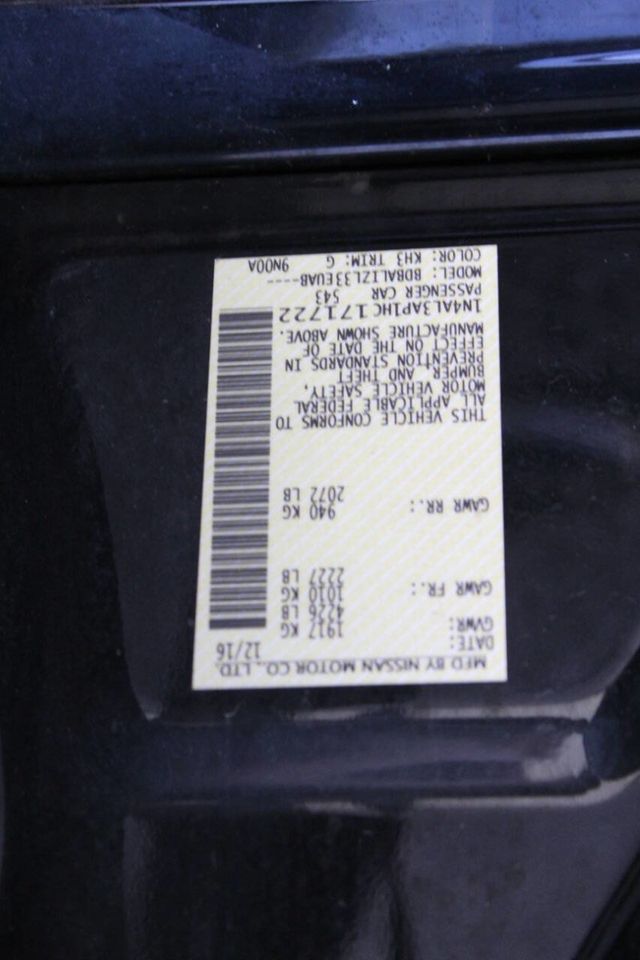 MFD BY NISSAN MOTOR CO., LTD.
DATE: 12/16
GVWR: 1917 KG
4226 LB
GAWR FR.: 1010 KG
2227 LB
GAWR RR.: 940 KG
2072 LB
THIS VEHICLE CONFORMS TO
ALL APPLICABLE FEDERAL
MOTOR VEHICLE SAFETY,
BUMPER AND THEFT
PREVENTION STANDARDS IN
EFFECT ON THE DATE OF
MANUFACTURE SHOWN ABOVE.
1N4AL3AP1HC171722
PASSENGER CAR 543
MODEL: BDBALIZL33EUAB----
COLOR: KH3 TRIM: G 9N00A